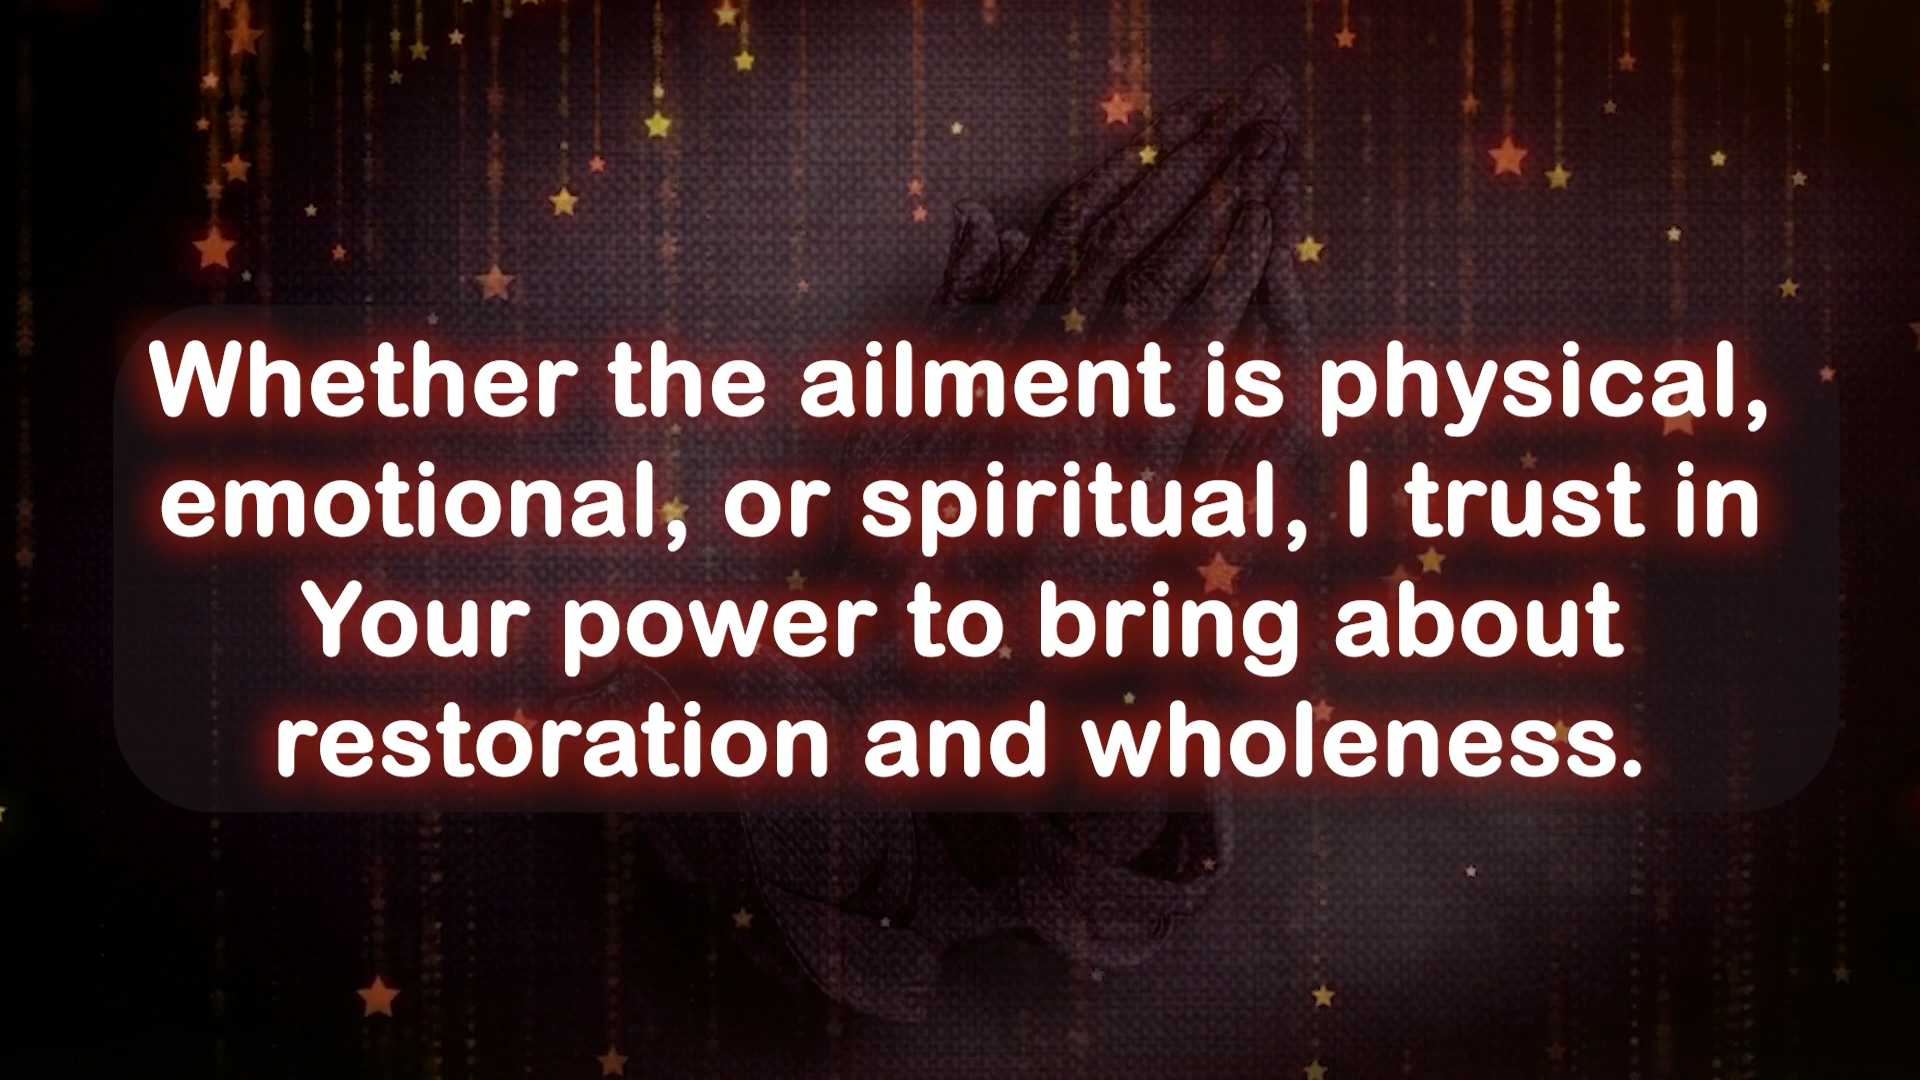 Whether the ailment is physical,
emotional, or spiritual, I trust in
Your power to bring about
restoration and wholeness.